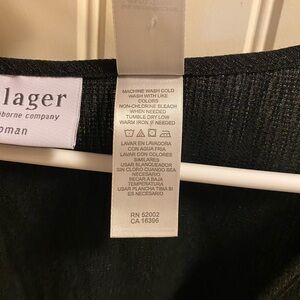 lager
borne company
oman
MACHINE WASH COLD
WASH WITH LIKE
COLORS
NON-CHLORINE BLEACH
WHEN NEEDED
TUMBLE DRY LOW
WARM IRON IF NEEDED
LAVAR EN LAVADORA
CON AGUA FRIA
LAVAR CON COLORES
SIMILARES
USAR BLANQUEADOR
SIN CLORO CUANDO SEA
NECESARIO
SECAR A BAJA
TEMPERATURA
USAR PLANCHA TIBIA SI
ES NECESARIO
RN 52002
CA 16396